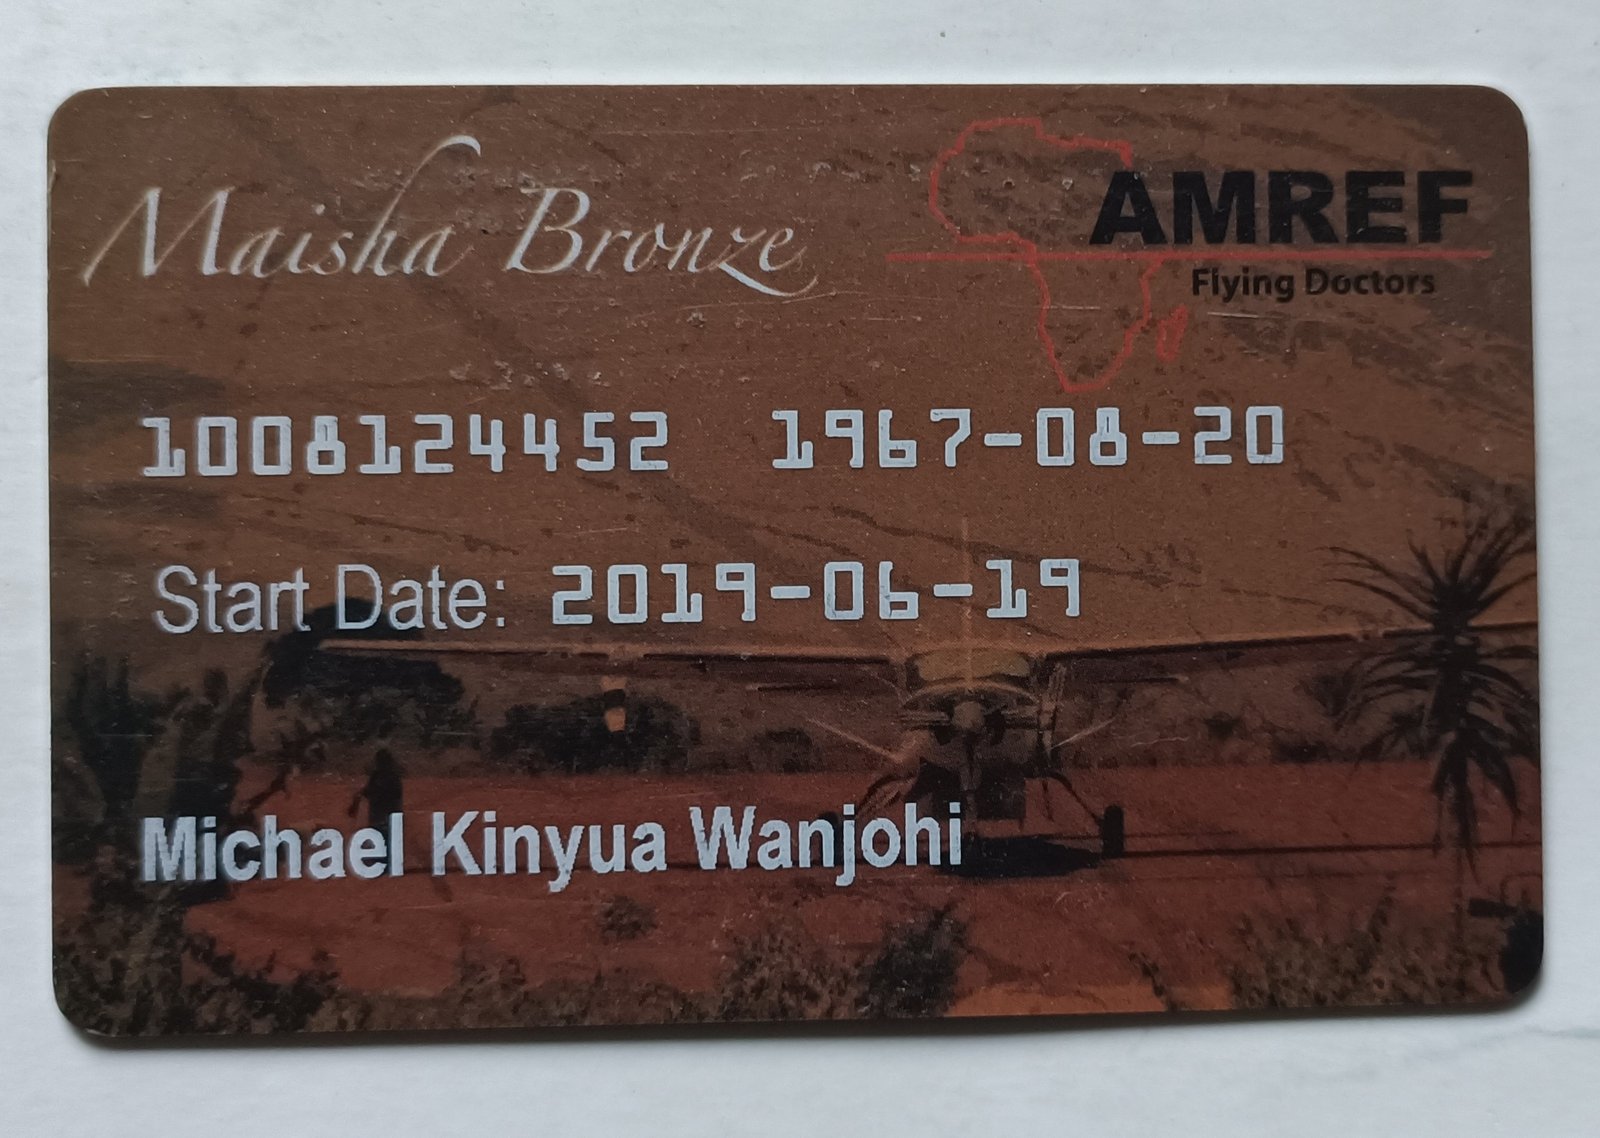 Maisha Bronze
AMREF
Flying Doctors
1008124452 1967-08-20
Start Date: 2019-06-19
Michael Kinyua Wanjohi